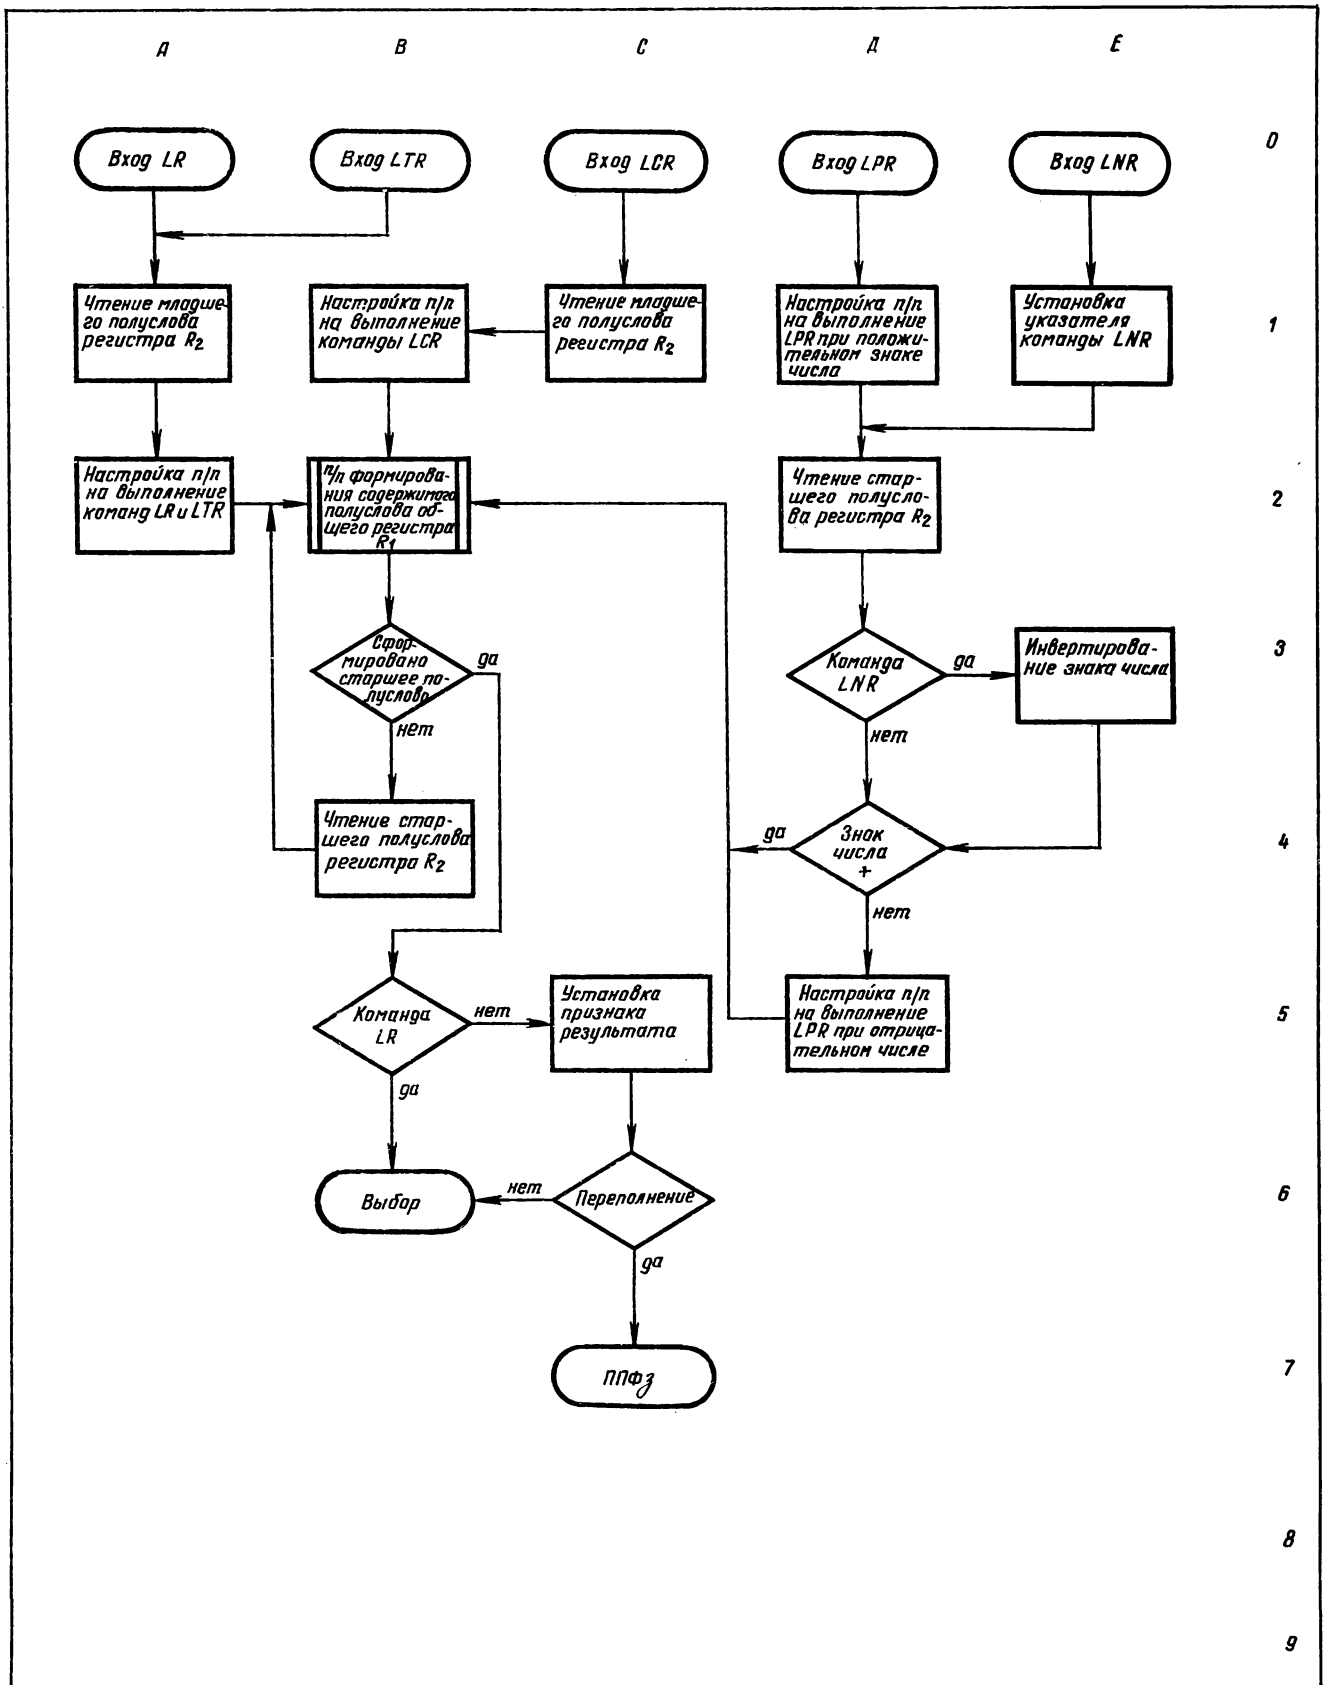 А В С Д Е
0
Вход LR
Вход LTR
Вход LCR
Вход LPR
Вход LNR
1
Чтение младше-
го полуслова
регистра R2
Настройка п/п
на выполнение
команды LCR
Чтение младше-
го полуслова
регистра R2
Настройка п/п
на выполнение
LPR при положи-
тельном знаке
числа
Установка
указателя
команды LNR
2
Настройка п/п
на выполнение
команд LR и LTR
п/п формирова-
ния содержимого
полуслова об-
щего регистра
R1
Чтение стар-
шего полусло-
ва регистра R2
3
Сфор-
мировано
старшее по-
луслово
да
нет
Команда
LNR
да
нет
Инвертирова-
ние знака числа
4
Чтение стар-
шего полуслова
регистра R2
Знак
числа
+
да
нет
5
Команда
LR
нет
да
Установка
признака
результата
Настройка п/п
на выполнение
LPR при отрица-
тельном числе
6
Выбор
нет
Переполнение
да
7
ППФз
8
9